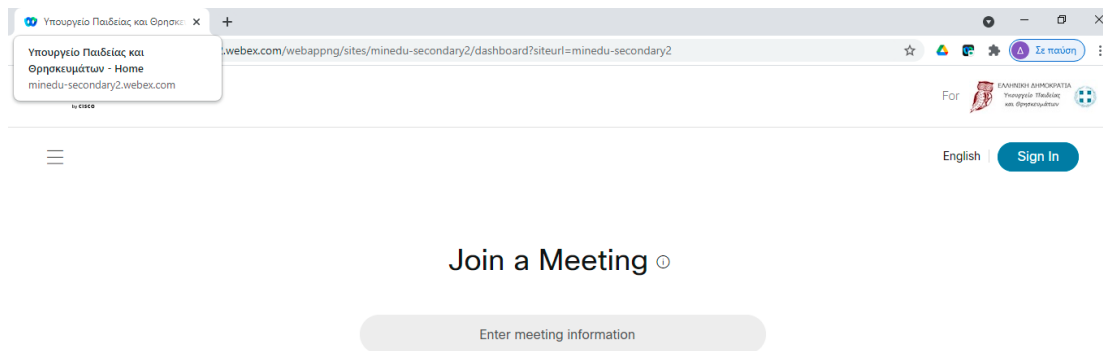 Υπουργείο Παιδείας και Θρησκε
Υπουργείο Παιδείας και
Θρησκευμάτων - Home
minedu-secondary2.webex.com
.webex.com/webappng/sites/minedu-secondary2/dashboard?siteurl=minedu-secondary2
Δ Σε παύση
by CISCO
For
ΕΛΛΗΝΙΚΗ ΔΗΜΟΚΡΑΤΙΑ
Υπουργείο Παιδείας
και Θρησκευμάτων
English
Sign In
Join a Meeting
Enter meeting information